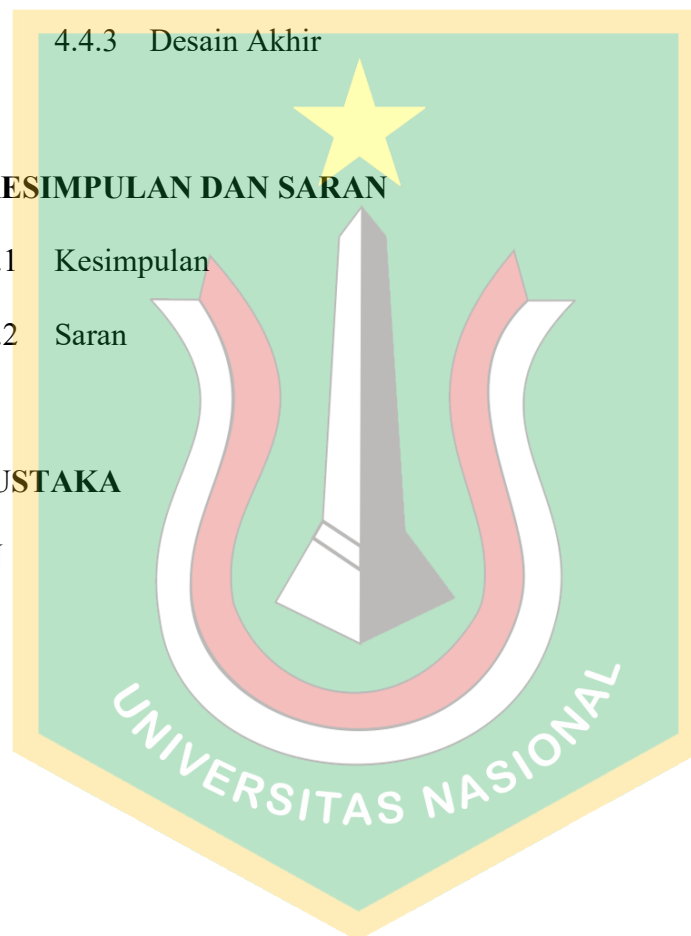 4.4.3 Desain Akhir
ESIMPULAN DAN SARAN
.1 Kesimpulan
.2 Saran
USTAKA
UNIVERSITAS NASIONAL